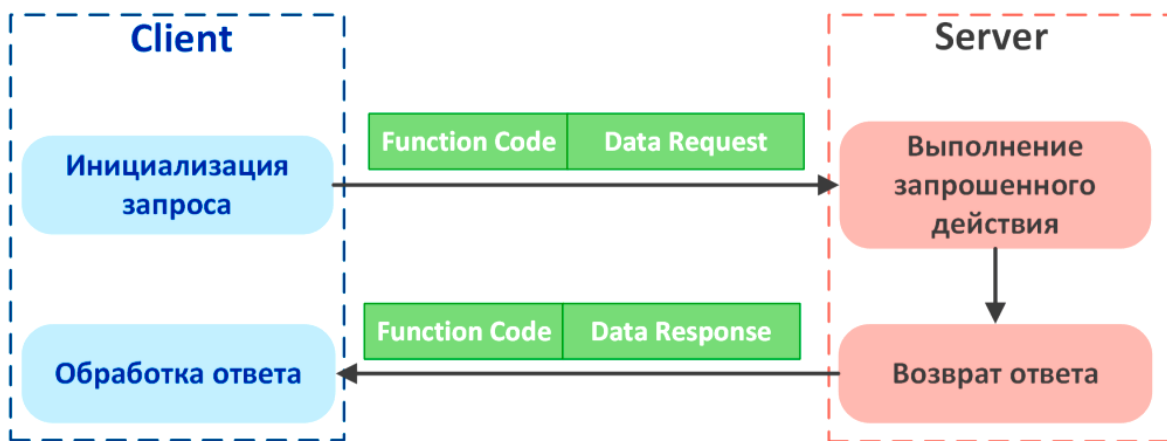 Client
Server
Function Code
Data Request
Инициализация
запроса
Выполнение
запрошенного
действия
Function Code
Data Response
Обработка ответа
Возврат ответа